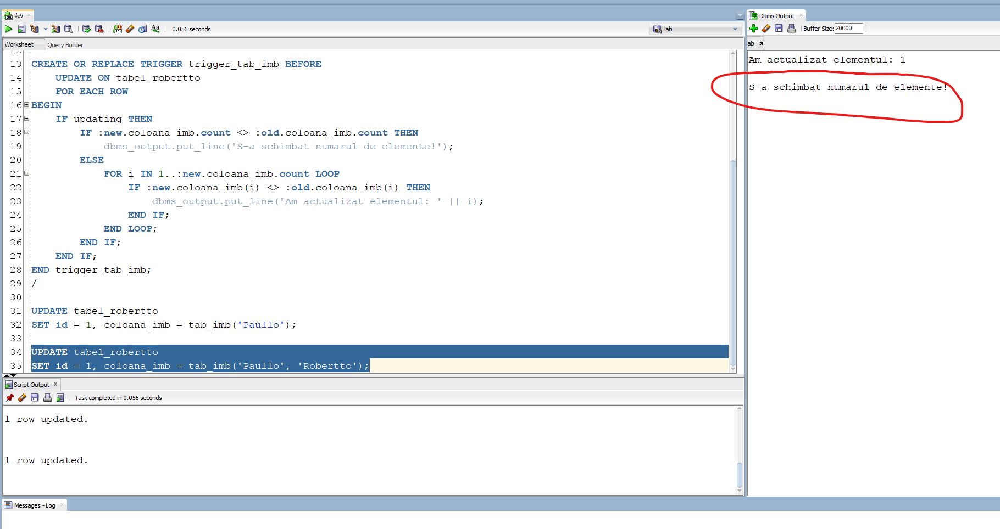 lab
Dbms Output
0.056 seconds
lab
Buffer Size: 20000
Worksheet
Query Builder
lab
12
13 CREATE OR REPLACE TRIGGER trigger_tab_imb BEFORE
14 UPDATE ON tabel_robertto
15 FOR EACH ROW
16 BEGIN
17 IF updating THEN
18 IF :new.coloana_imb.count <> :old.coloana_imb.count THEN
19 dbms_output.put_line('S-a schimbat numarul de elemente!');
20 ELSE
21 FOR i IN 1..:new.coloana_imb.count LOOP
22 IF :new.coloana_imb(i) <> :old.coloana_imb(i) THEN
23 dbms_output.put_line('Am actualizat elementul: ' || i);
24 END IF;
25 END LOOP;
26 END IF;
27 END IF;
28 END trigger_tab_imb;
29 /
30
31 UPDATE tabel_robertto
32 SET id = 1, coloana_imb = tab_imb('Paullo');
33
34 UPDATE tabel_robertto
35 SET id = 1, coloana_imb = tab_imb('Paullo', 'Robertto');
Am actualizat elementul: 1
S-a schimbat numarul de elemente!
Script Output
Task completed in 0.056 seconds
1 row updated.
1 row updated.
Messages - Log